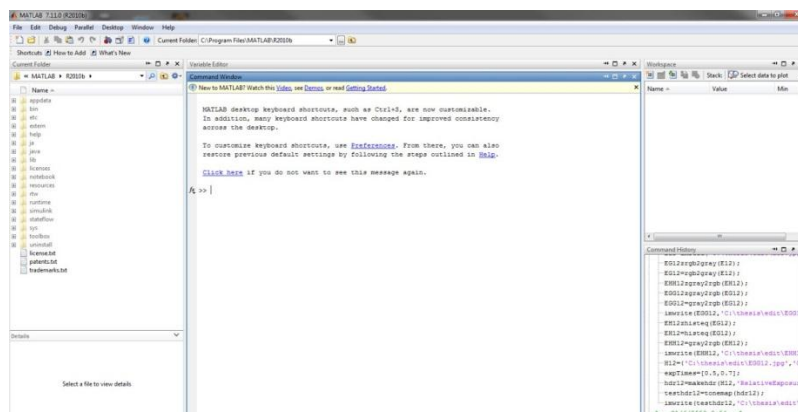 MATLAB 7.11.0 (R2010b)
File Edit Debug Parallel Desktop Window Help
Current Folder: C:\Program Files\MATLAB\R2010b
Shortcuts How to Add What's New
Current Folder
« MATLAB ▸ R2010b ▸
Name
appdata
bin
etc
extern
help
ja
java
lib
licenses
notebook
resources
rtw
runtime
simulink
stateflow
sys
toolbox
uninstall
license.txt
patents.txt
trademarks.txt
Details
Select a file to view details
Variable Editor
Command Window
New to MATLAB? Watch this Video, see Demos, or read Getting Started.
MATLAB desktop keyboard shortcuts, such as Ctrl+S, are now customizable.
In addition, many keyboard shortcuts have changed for improved consistency
across the desktop.
To customize keyboard shortcuts, use Preferences. From there, you can also
restore previous default settings by following the steps outlined in Help.
Click here if you do not want to see this message again.
fx >>
Workspace
Stack: Select data to plot
Name Value Min
Command History
EG12=rgb2gray(E12);
EG12=rgb2gray(E12);
EHH12=gray2rgb(EH12);
EGG12=gray2rgb(EG12);
EGG12=gray2rgb(EG12);
imwrite(EGG12,'C:\thesis\edit\EGG
EH12=histeq(EG12);
EH12=histeq(EG12);
EHH12=gray2rgb(EH12);
imwrite(EHH12,'C:\thesis\edit\EHH
H12={'C:\thesis\edit\EGG12.jpg','
expTimes=[0.5,0.7];
hdr12=makehdr(H12,'RelativeExposu
testhdr12=tonemap(hdr12);
imwrite(testhdr12,'C:\thesis\edit